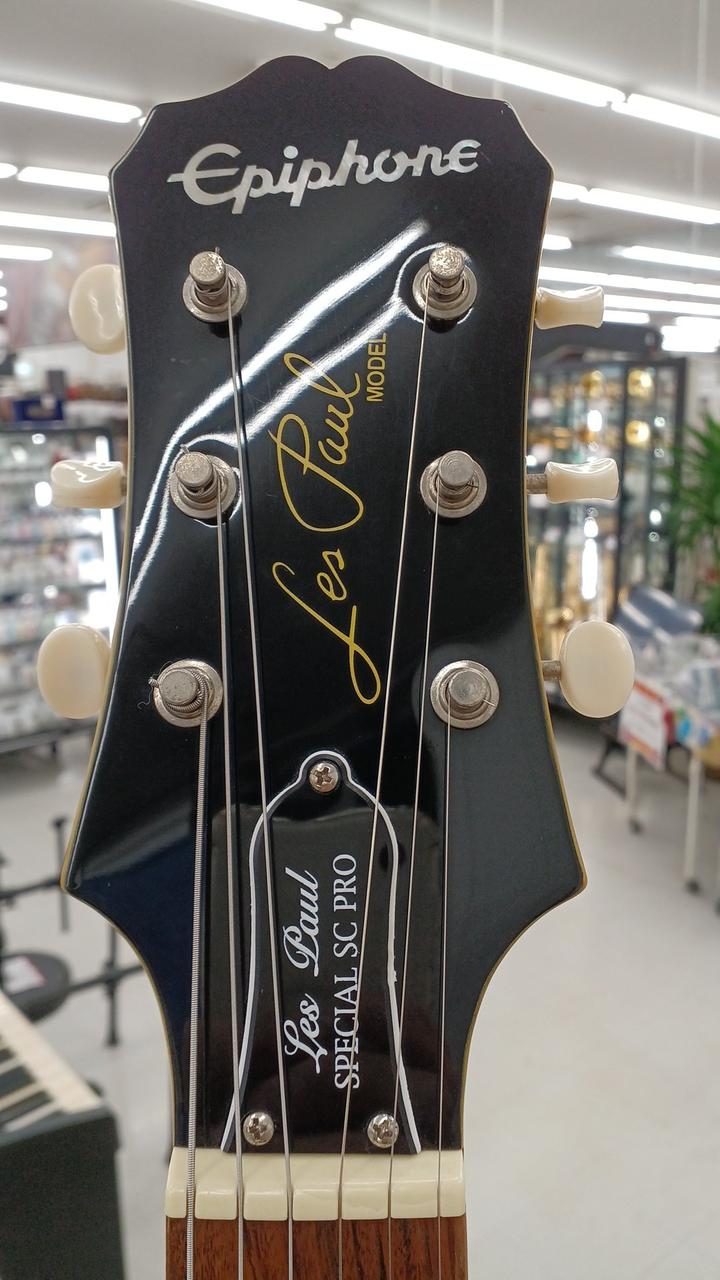 Epiphone
Les Paul
MODEL
Les Paul
SPECIAL SC PRO